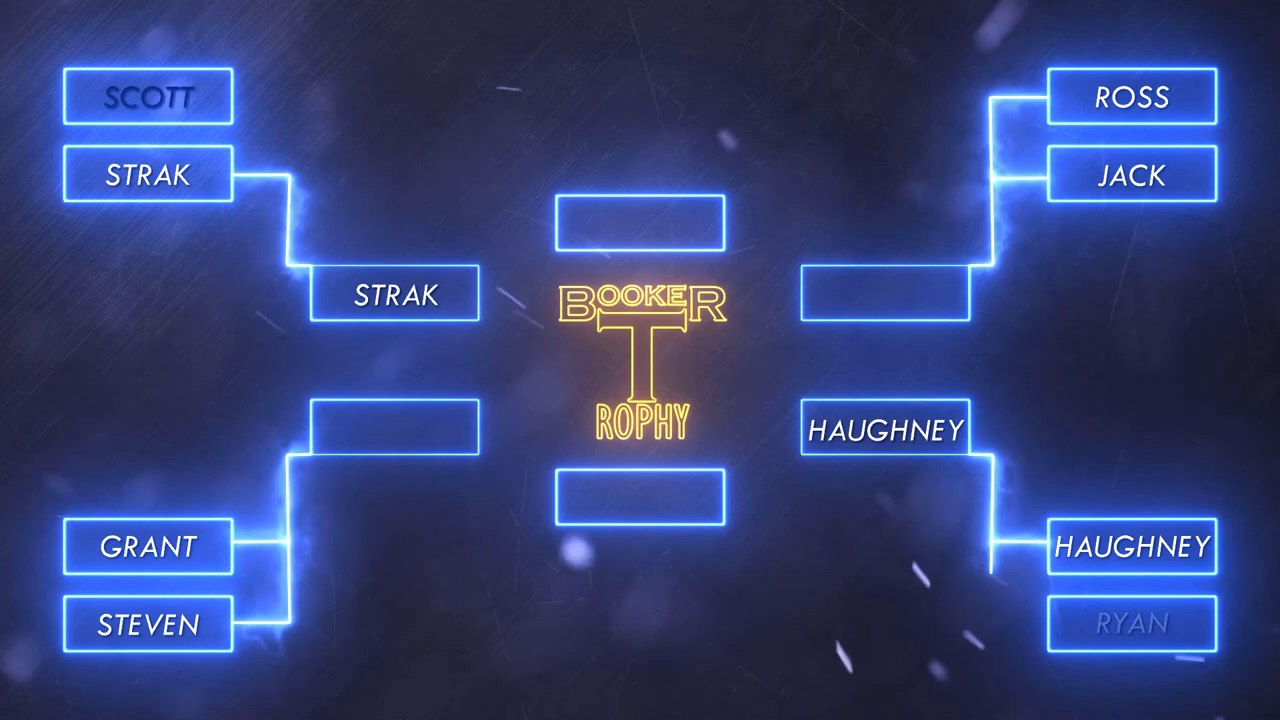 SCOTT
STRAK
STRAK
GRANT
STEVEN
BOOKER
T
ROPHY
ROSS
JACK
HAUGHNEY
HAUGHNEY
RYAN